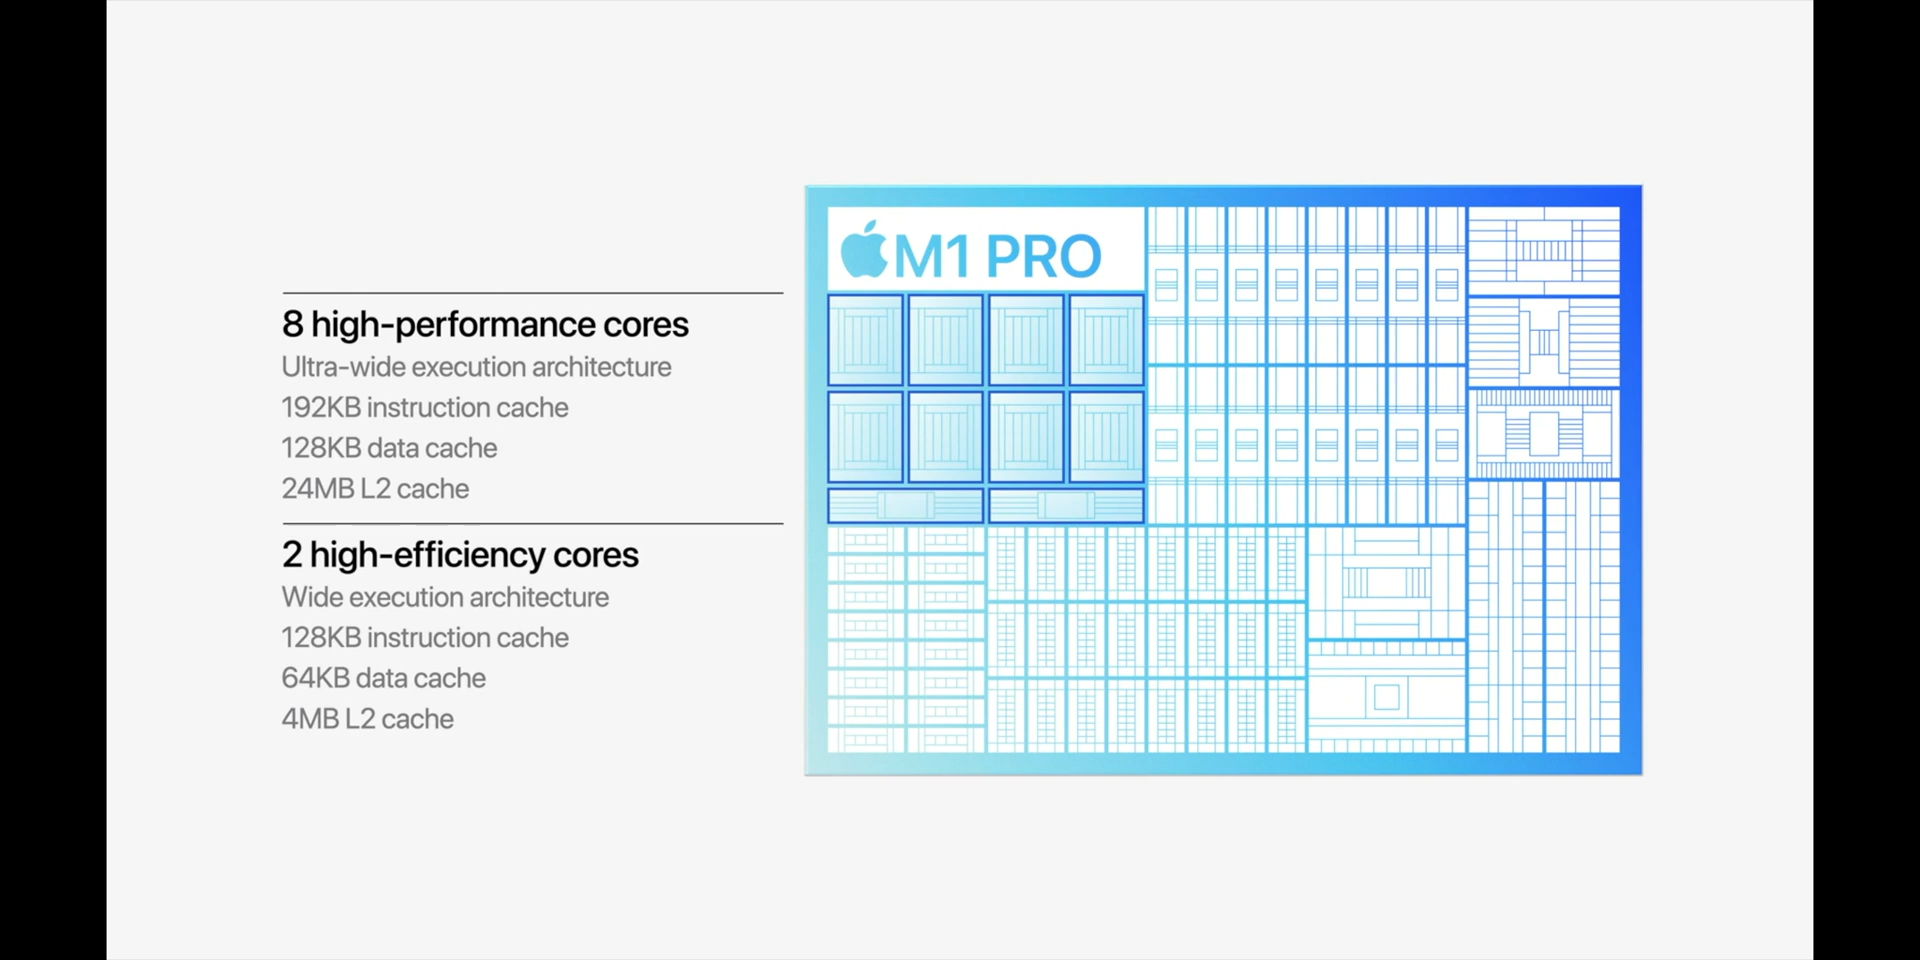 8 high-performance cores
Ultra-wide execution architecture
192KB instruction cache
128KB data cache
24MB L2 cache
2 high-efficiency cores
Wide execution architecture
128KB instruction cache
64KB data cache
4MB L2 cache
M1 PRO